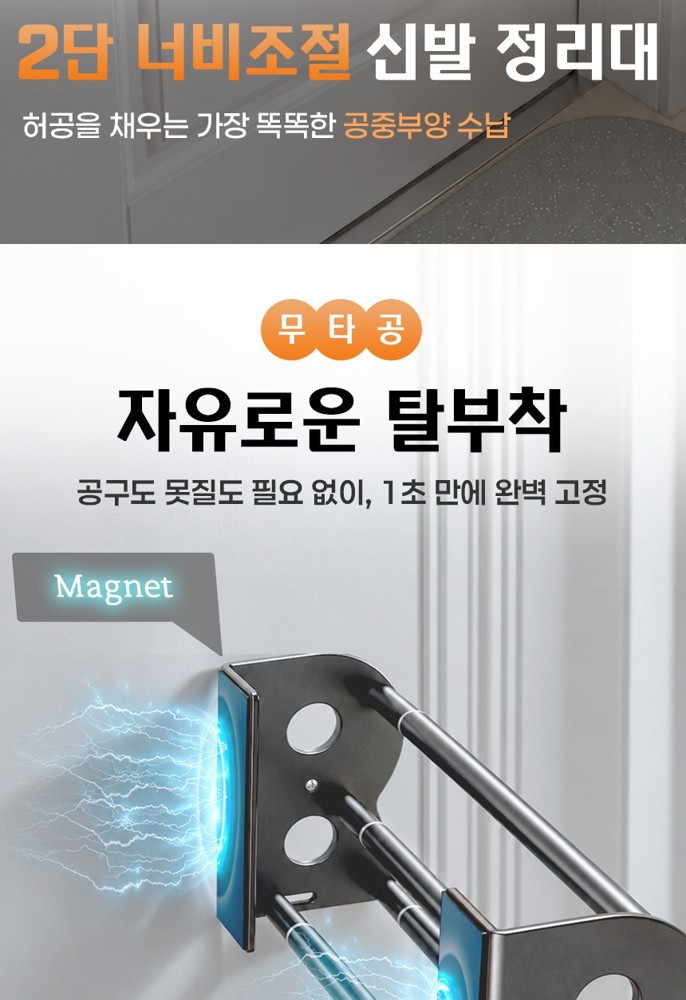 2단 너비조절 신발 정리대
허공을 채우는 가장 똑똑한 공중부양 수납
무타공
자유로운 탈부착
공구도 못질도 필요 없이, 1초 만에 완벽 고정
Magnet